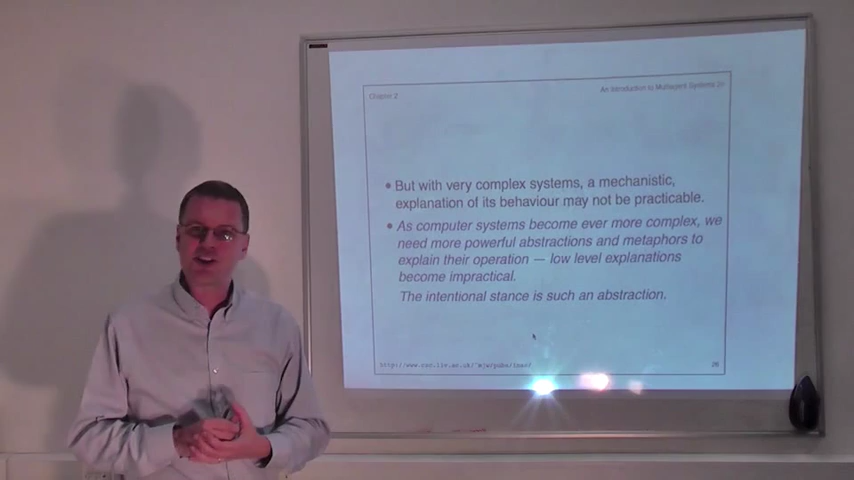 Chapter 2
An Introduction to Multiagent Systems 2e
• But with very complex systems, a mechanistic,
explanation of its behaviour may not be practicable.
• As computer systems become ever more complex, we
need more powerful abstractions and metaphors to
explain their operation — low level explanations
become impractical.
The intentional stance is such an abstraction.
26